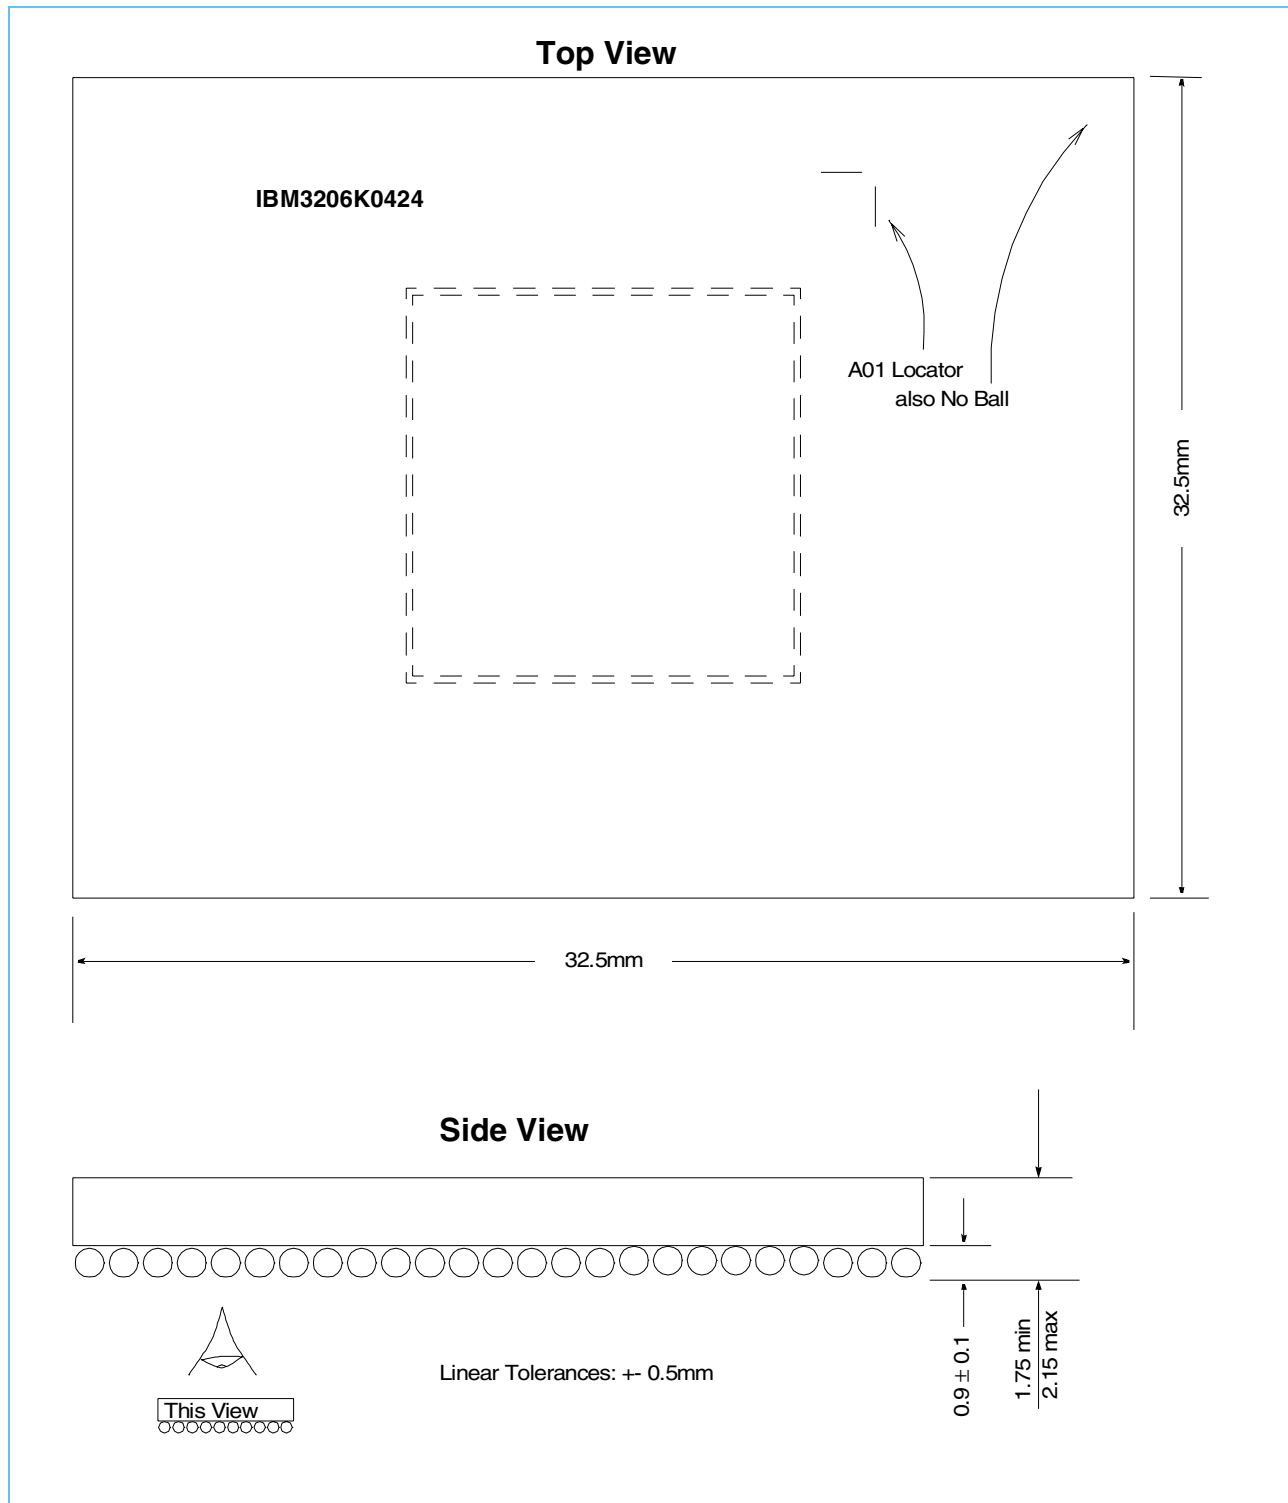 Top View
IBM3206K0424
A01 Locator
also No Ball
32.5mm
32.5mm
Side View
0.9 ± 0.1
1.75 min
2.15 max
Linear Tolerances: +- 0.5mm
This View